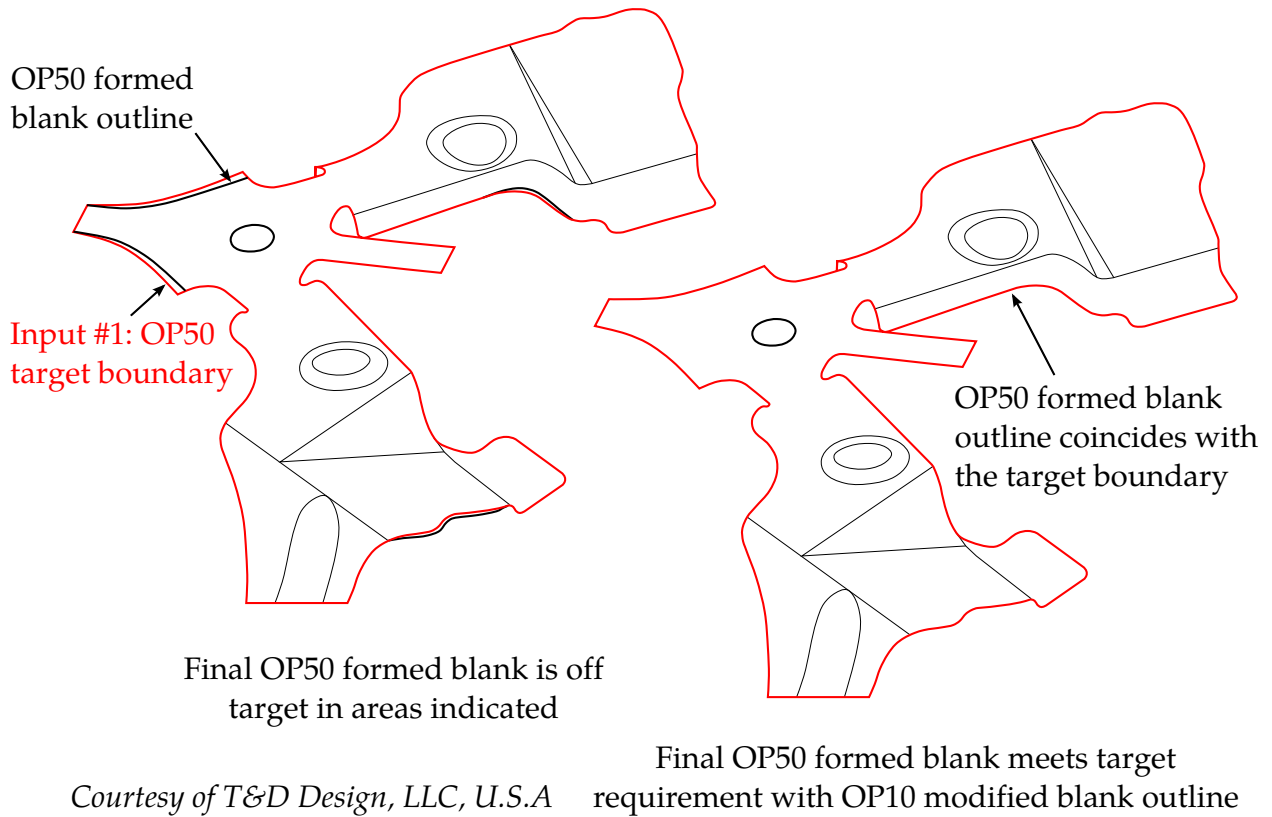 OP50 formed
blank outline
Input #1: OP50
target boundary
OP50 formed blank
outline coincides with
the target boundary
Final OP50 formed blank is off
target in areas indicated
Final OP50 formed blank meets target
requirement with OP10 modified blank outline
Courtesy of T&D Design, LLC, U.S.A